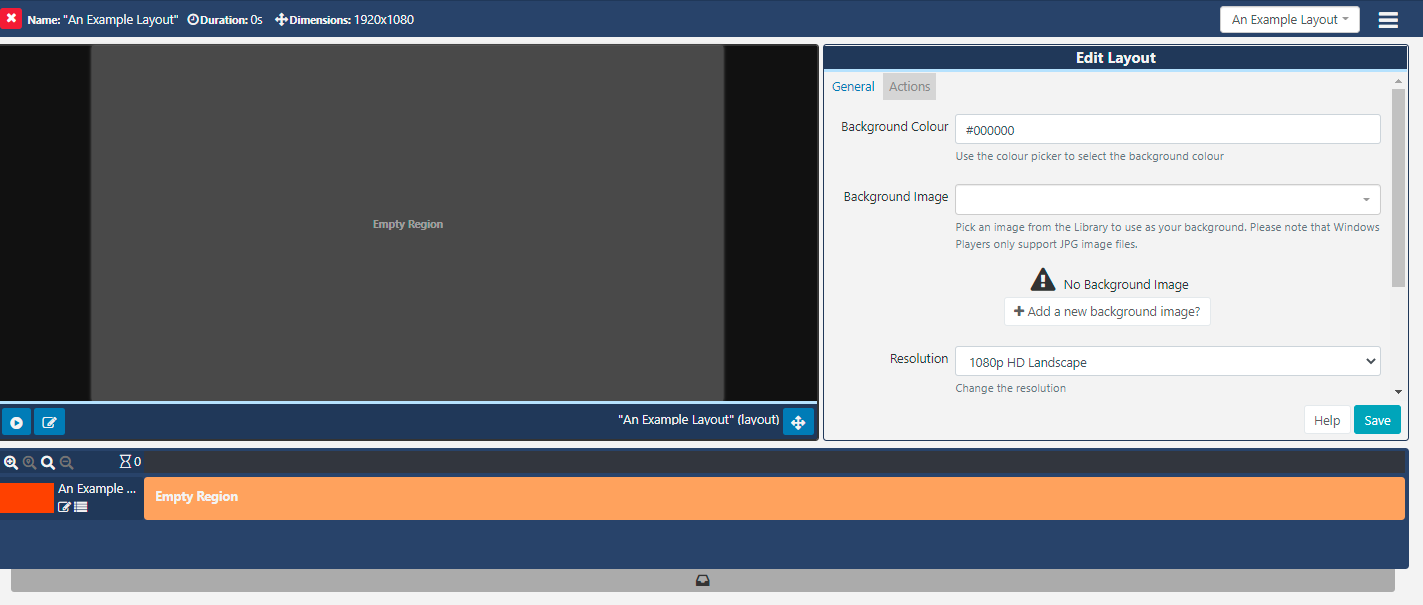 Name: "An Example Layout" Duration: 0s Dimensions: 1920x1080
An Example Layout
Empty Region
"An Example Layout" (layout)
Edit Layout
General Actions
Background Colour #000000
Use the colour picker to select the background colour
Background Image
Pick an image from the Library to use as your background. Please note that Windows
Players only support JPG image files.
No Background Image
Add a new background image?
Resolution 1080p HD Landscape
Change the resolution
Help Save
0
An Example ...
Empty Region